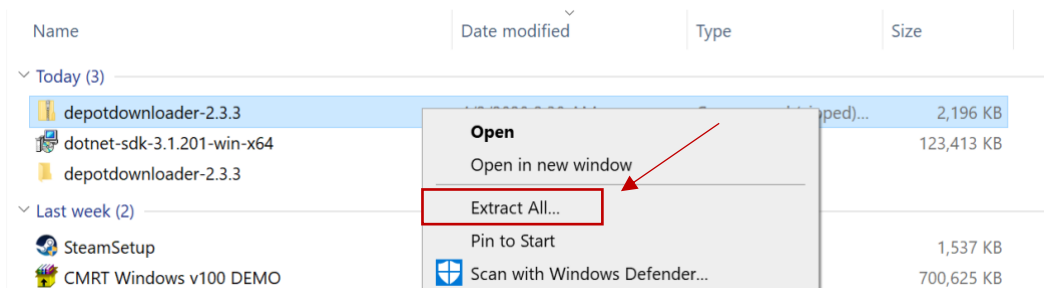 Name Date modified Type Size
Today (3)
depotdownloader-2.3.3 2,196 KB
dotnet-sdk-3.1.201-win-x64 123,413 KB
depotdownloader-2.3.3
Last week (2)
SteamSetup 1,537 KB
CMRT Windows v100 DEMO 700,625 KB
Open
Open in new window
Extract All...
Pin to Start
Scan with Windows Defender...